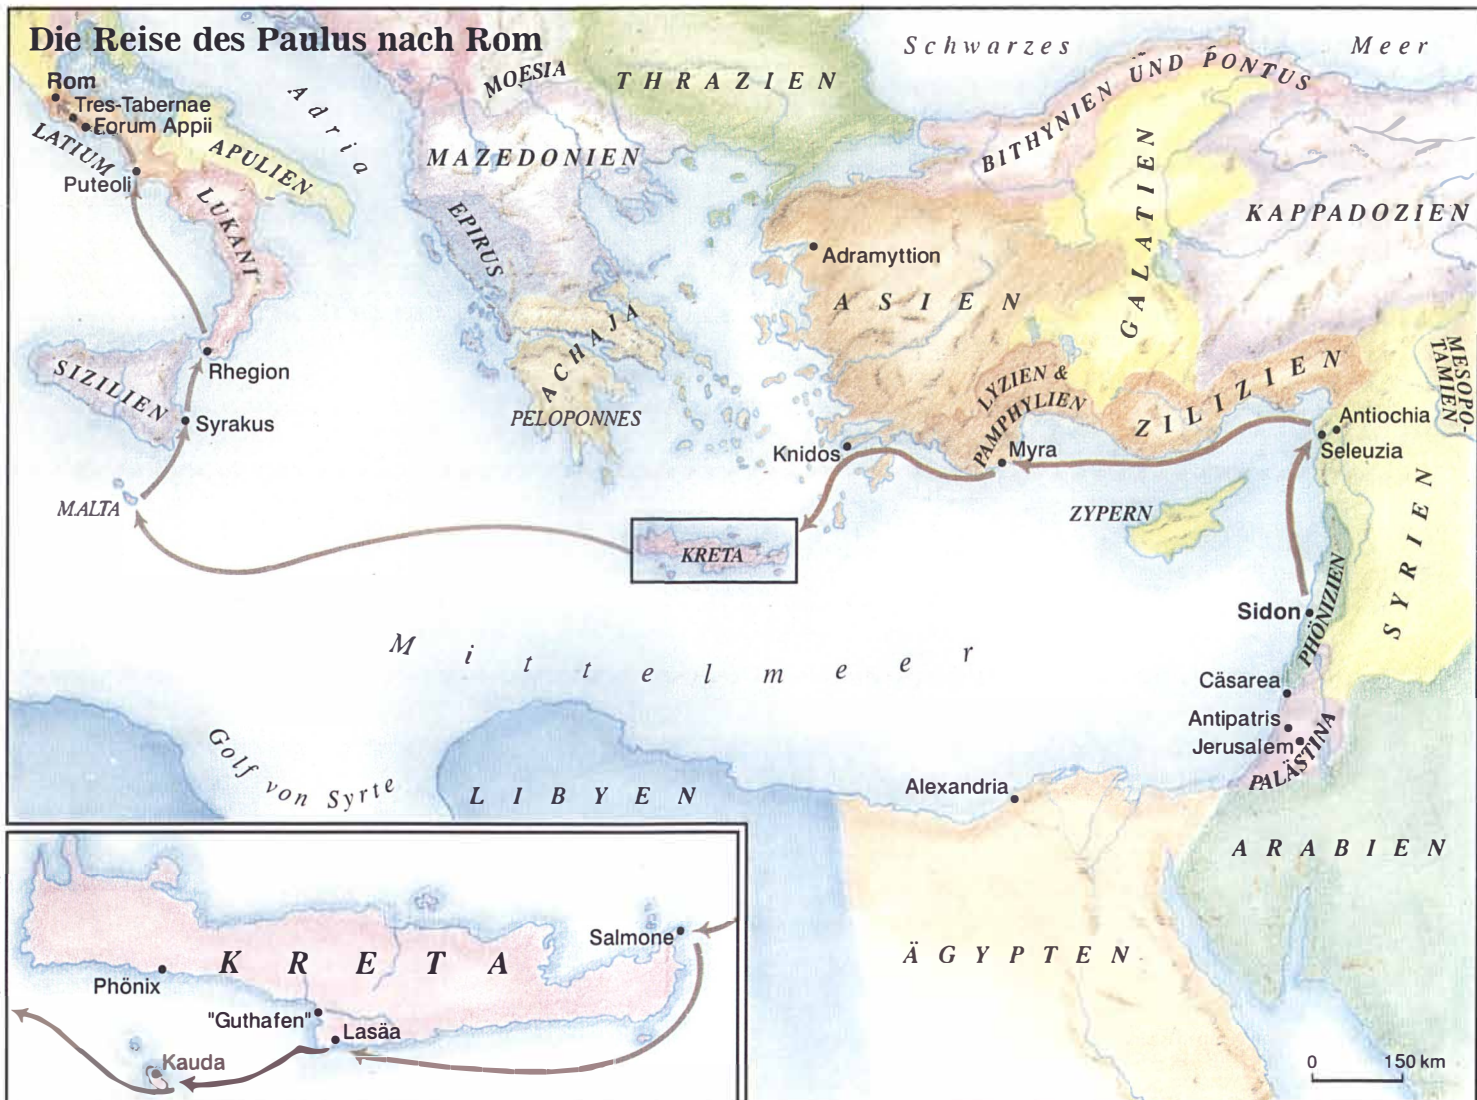 Die Reise des Paulus nach Rom
Schwarzes Meer
Rom
Tres-Tabernae
Forum Appii
LATIUM
APULIEN
Puteoli
LUKANI
Adria
MOESIA
THRAZIEN
MAZEDONIEN
EPIRUS
BITHYNIEN UND PONTUS
GALATIEN
KAPPADOZIEN
Adramyttion
ASIEN
ACHAJA
PELOPONNES
SIZILIEN
Rhegion
Syrakus
MALTA
LYZIEN &
PAMPHYLIEN
ZILIZIEN
MESOPO-
TAMIEN
Antiochia
Seleuzia
Knidos
Myra
ZYPERN
SYRIEN
KRETA
Sidon
PHÖNIZIEN
Mittelmeer
Cäsarea
Antipatris
Jerusalem
PALÄSTINA
Golf von Syrte
LIBYEN
Alexandria
ARABIEN
ÄGYPTEN
KRETA
Salmone
Phönix
"Guthafen"
Lasäa
Kauda
0 150 km